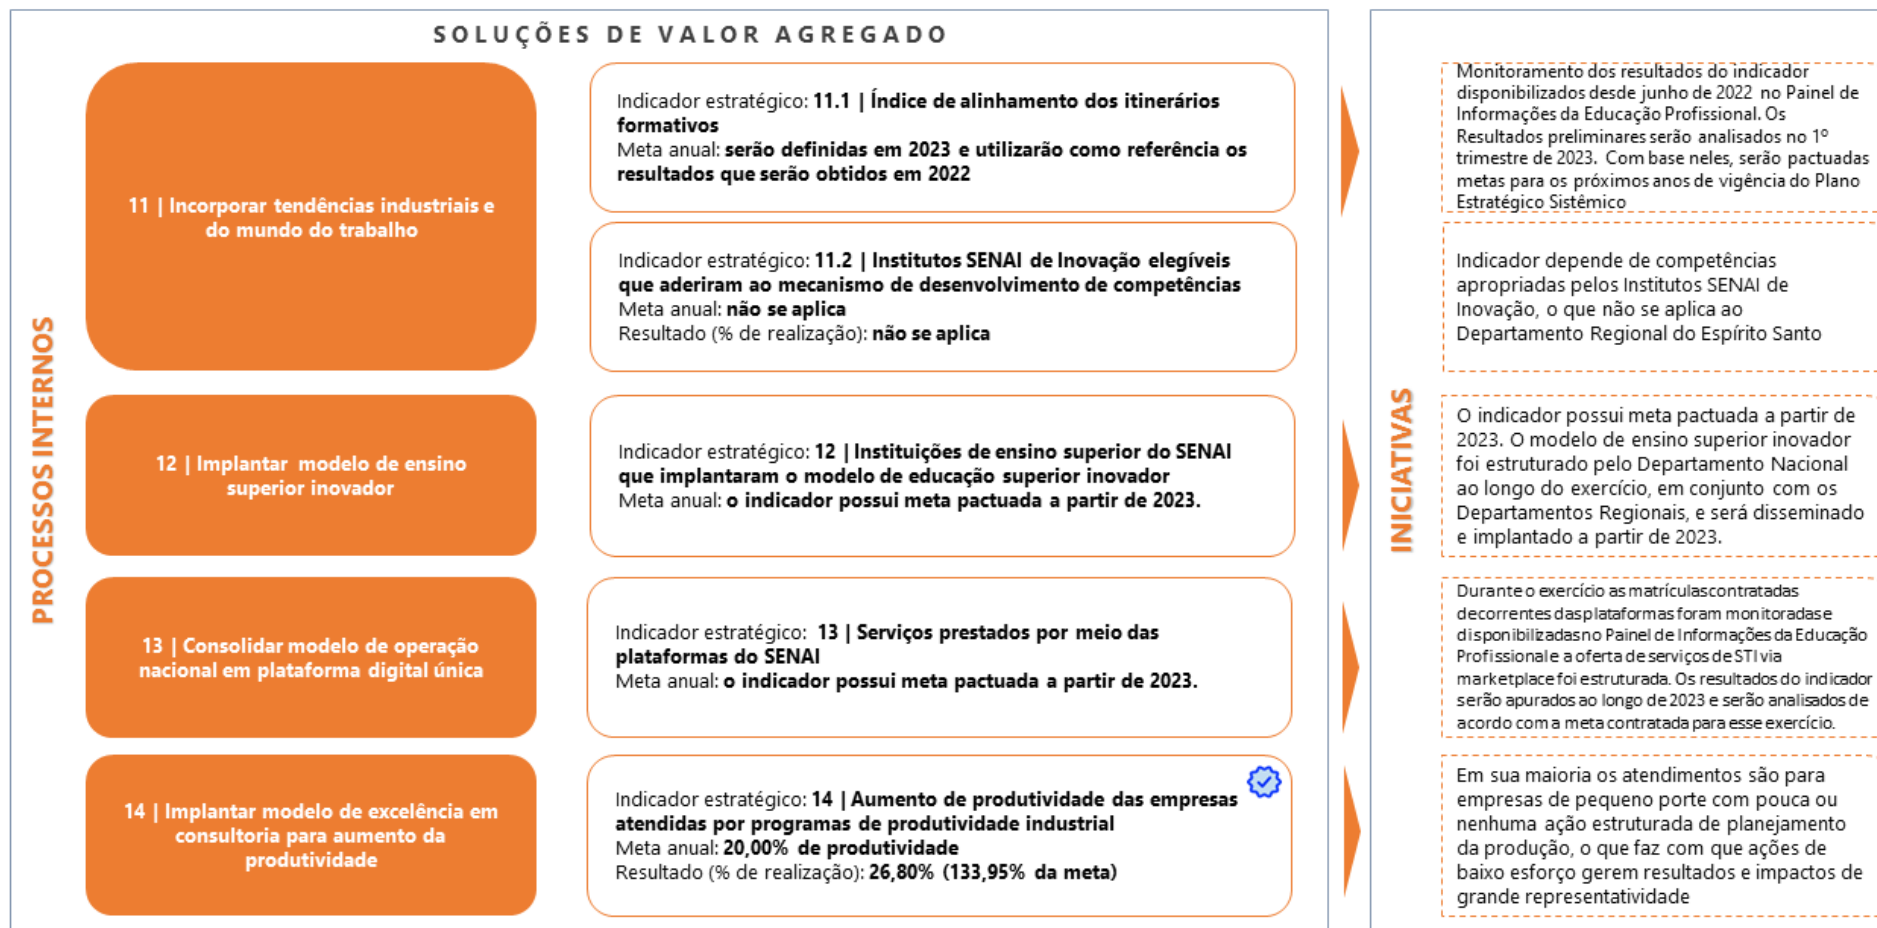 SOLUÇÕES DE VALOR AGREGADO
PROCESSOS INTERNOS
11 | Incorporar tendências industriais e
do mundo do trabalho
Indicador estratégico: 11.1 | Índice de alinhamento dos itinerários
formativos
Meta anual: serão definidas em 2023 e utilizarão como referência os
resultados que serão obtidos em 2022
Indicador estratégico: 11.2 | Institutos SENAI de Inovação elegíveis
que aderiram ao mecanismo de desenvolvimento de competências
Meta anual: não se aplica
Resultado (% de realização): não se aplica
12 | Implantar modelo de ensino
superior inovador
Indicador estratégico: 12 | Instituições de ensino superior do SENAI
que implantaram o modelo de educação superior inovador
Meta anual: o indicador possui meta pactuada a partir de 2023.
13 | Consolidar modelo de operação
nacional em plataforma digital única
Indicador estratégico: 13 | Serviços prestados por meio das
plataformas do SENAI
Meta anual: o indicador possui meta pactuada a partir de 2023.
14 | Implantar modelo de excelência em
consultoria para aumento da
produtividade
Indicador estratégico: 14 | Aumento de produtividade das empresas
atendidas por programas de produtividade industrial
Meta anual: 20,00% de produtividade
Resultado (% de realização): 26,80% (133,95% da meta)
INICIATIVAS
Monitoramento dos resultados do indicador
disponibilizados desde junho de 2022 no Painel de
Informações da Educação Profissional. Os
Resultados preliminares serão analisados no 1º
trimestre de 2023. Com base neles, serão pactuadas
metas para os próximos anos de vigência do Plano
Estratégico Sistêmico
Indicador depende de competências
apropriadas pelos Institutos SENAI de
Inovação, o que não se aplica ao
Departamento Regional do Espírito Santo
O indicador possui meta pactuada a partir de
2023. O modelo de ensino superior inovador
foi estruturado pelo Departamento Nacional
ao longo do exercício, em conjunto com os
Departamentos Regionais, e será disseminado
e implantado a partir de 2023.
Durante o exercício as matrículas contratadas
decorrentes das plataformas foram monitoradas e
disponibilizadas no Painel de Informações da Educação
Profissional e a oferta de serviços de STI via
marketplace foi estruturada. Os resultados do indicador
serão apurados ao longo de 2023 e serão analisados de
acordo com a meta contratada para esse exercício.
Em sua maioria os atendimentos são para
empresas de pequeno porte com pouca ou
nenhuma ação estruturada de planejamento
da produção, o que faz com que ações de
baixo esforço gerem resultados e impactos de
grande representatividade